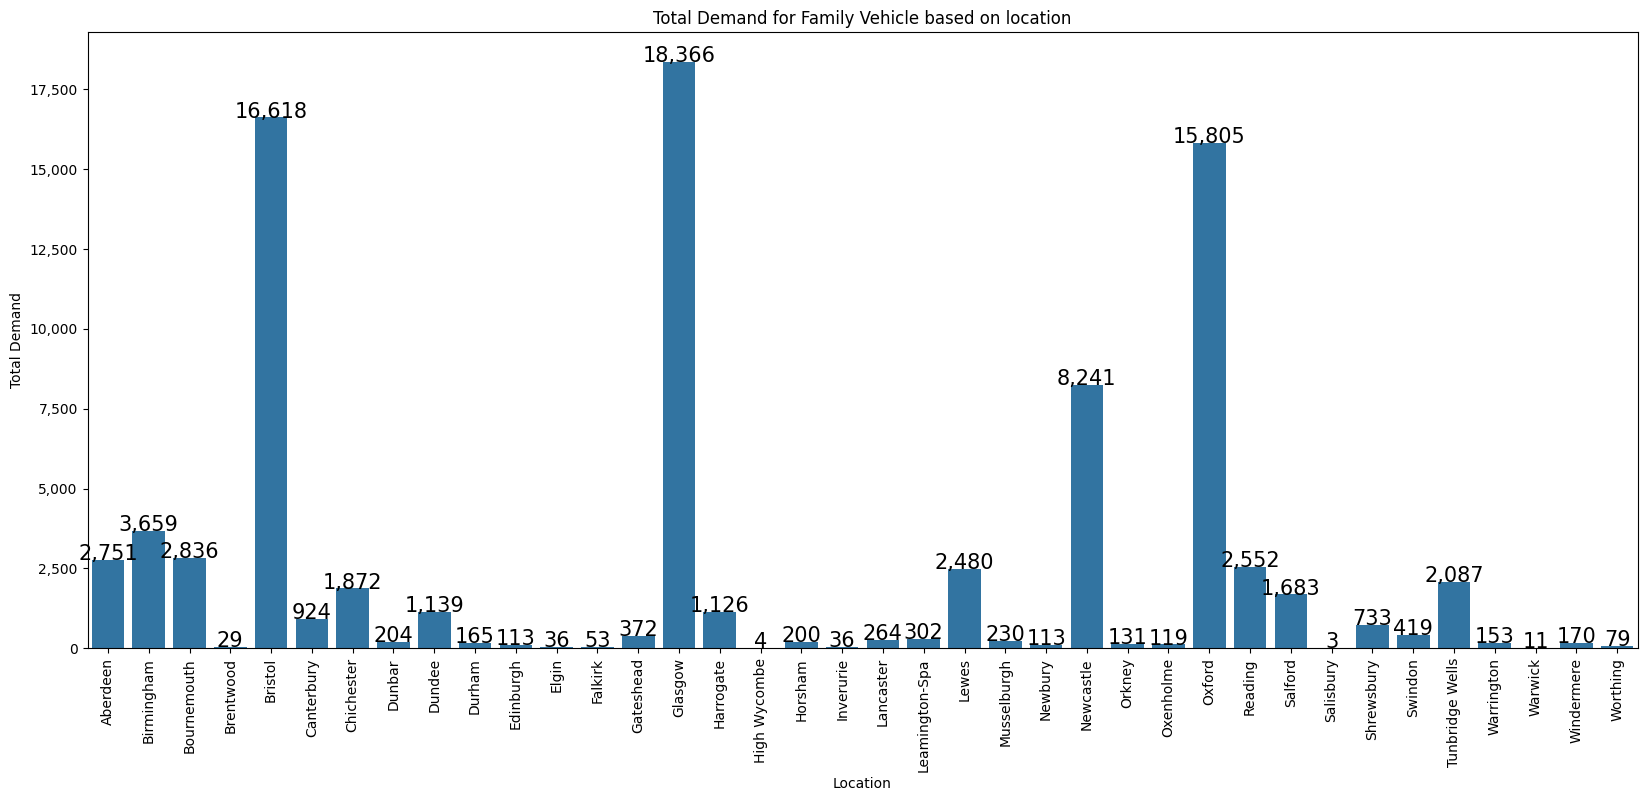 Total Demand for Family Vehicle based on location
Total Demand
17,500
15,000
12,500
10,000
7,500
5,000
2,500
0
2,751
3,659
2,836
29
16,618
924
1,872
204
1,139
165
113
36
53
372
18,366
1,126
4
200
36
264
302
2,480
230
113
8,241
131
119
15,805
2,552
1,683
3
733
419
2,087
153
11
170
79
Aberdeen
Birmingham
Bournemouth
Brentwood
Bristol
Canterbury
Chichester
Dunbar
Dundee
Durham
Edinburgh
Elgin
Falkirk
Gateshead
Glasgow
Harrogate
High Wycombe
Horsham
Inverurie
Lancaster
Leamington-Spa
Lewes
Musselburgh
Newbury
Newcastle
Orkney
Oxenholme
Oxford
Reading
Salford
Salisbury
Shrewsbury
Swindon
Tunbridge Wells
Warrington
Warwick
Windermere
Worthing
Location